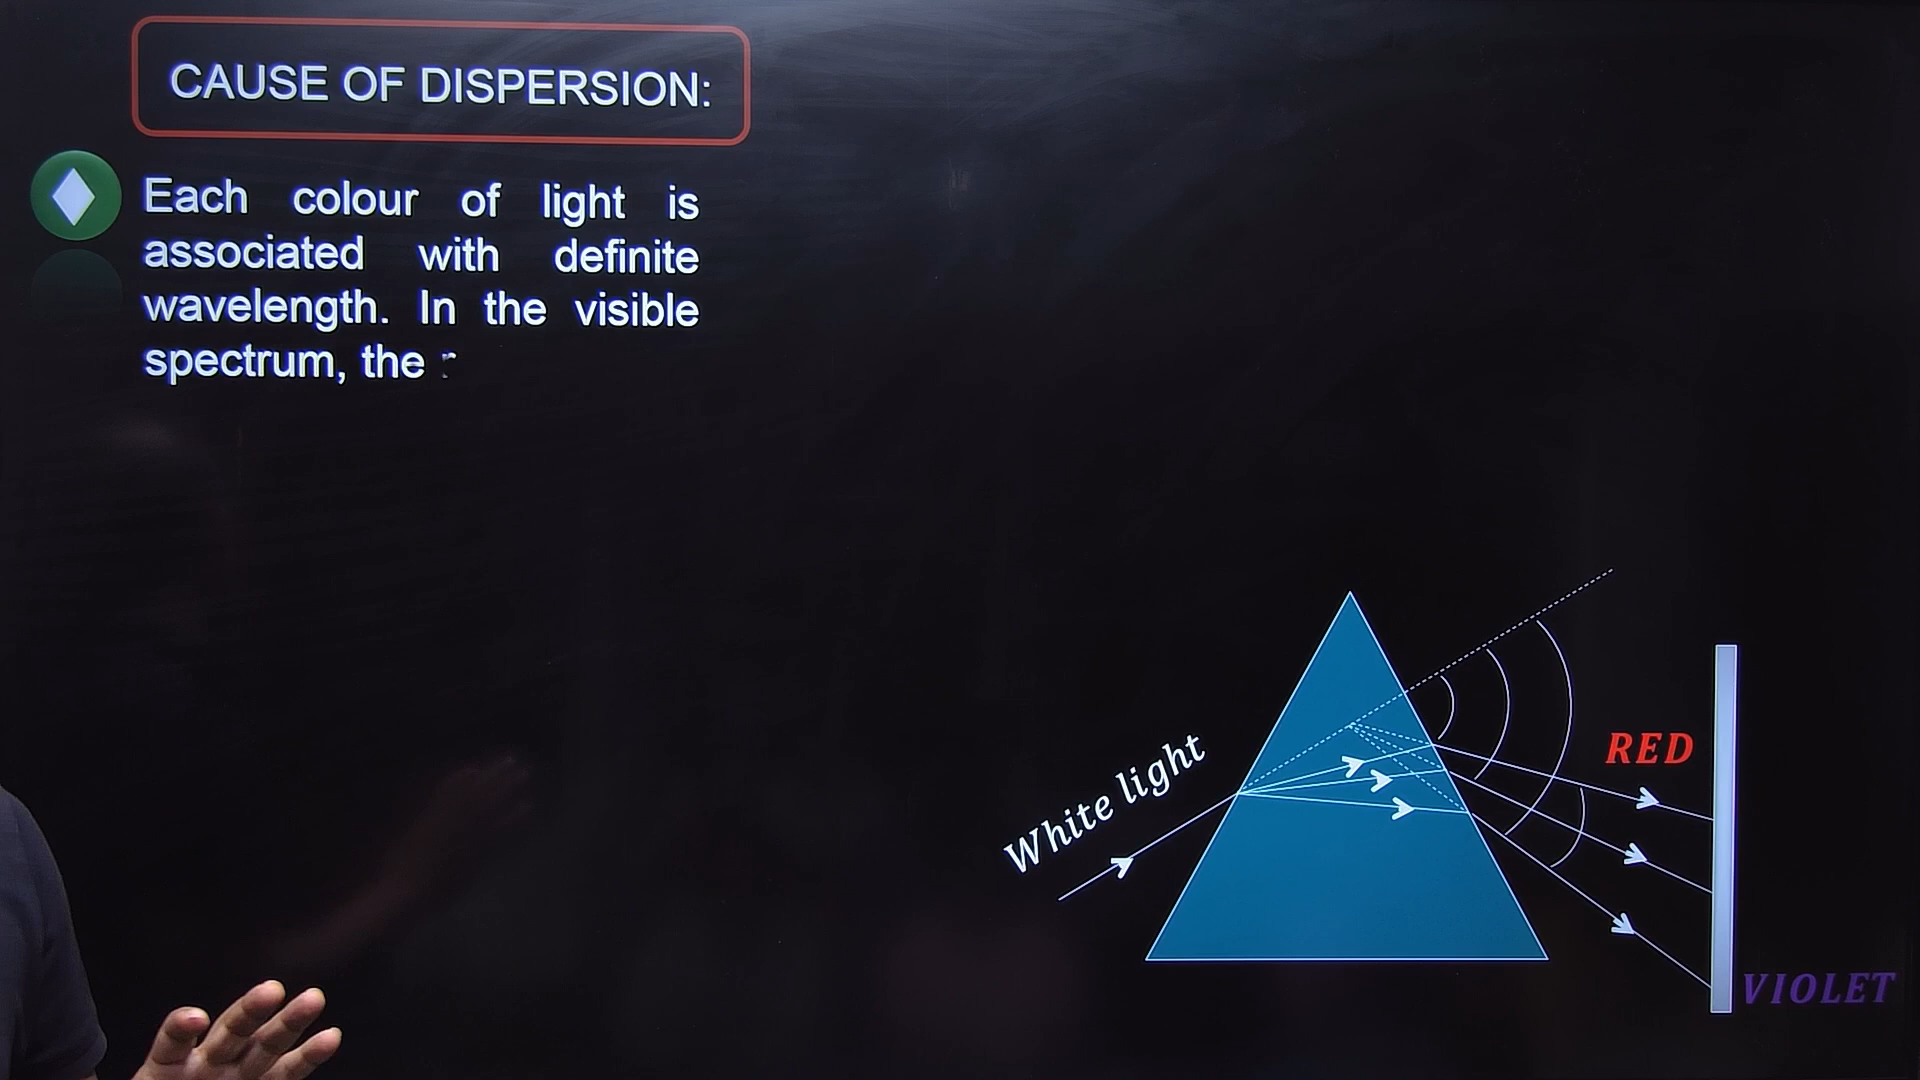 CAUSE OF DISPERSION:
Each colour of light is
associated with definite
wavelength. In the visible
spectrum, the
White light
RED
VIOLET